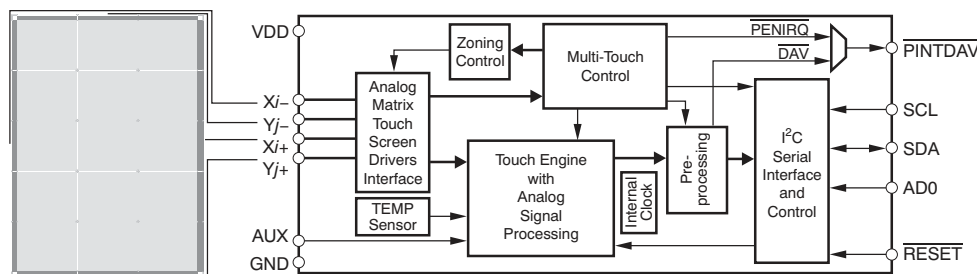 VDD
Xi−
Yj−
Xi+
Yj+
AUX
GND
Zoning
Control
Analog
Matrix
Touch
Screen
Drivers
Interface
TEMP
Sensor
Multi-Touch
Control
Touch Engine
with
Analog
Signal
Processing
Internal
Clock
Pre-
processing
PENIRQ
DAV
I²C
Serial
Interface
and
Control
PINTDAV
SCL
SDA
AD0
RESET